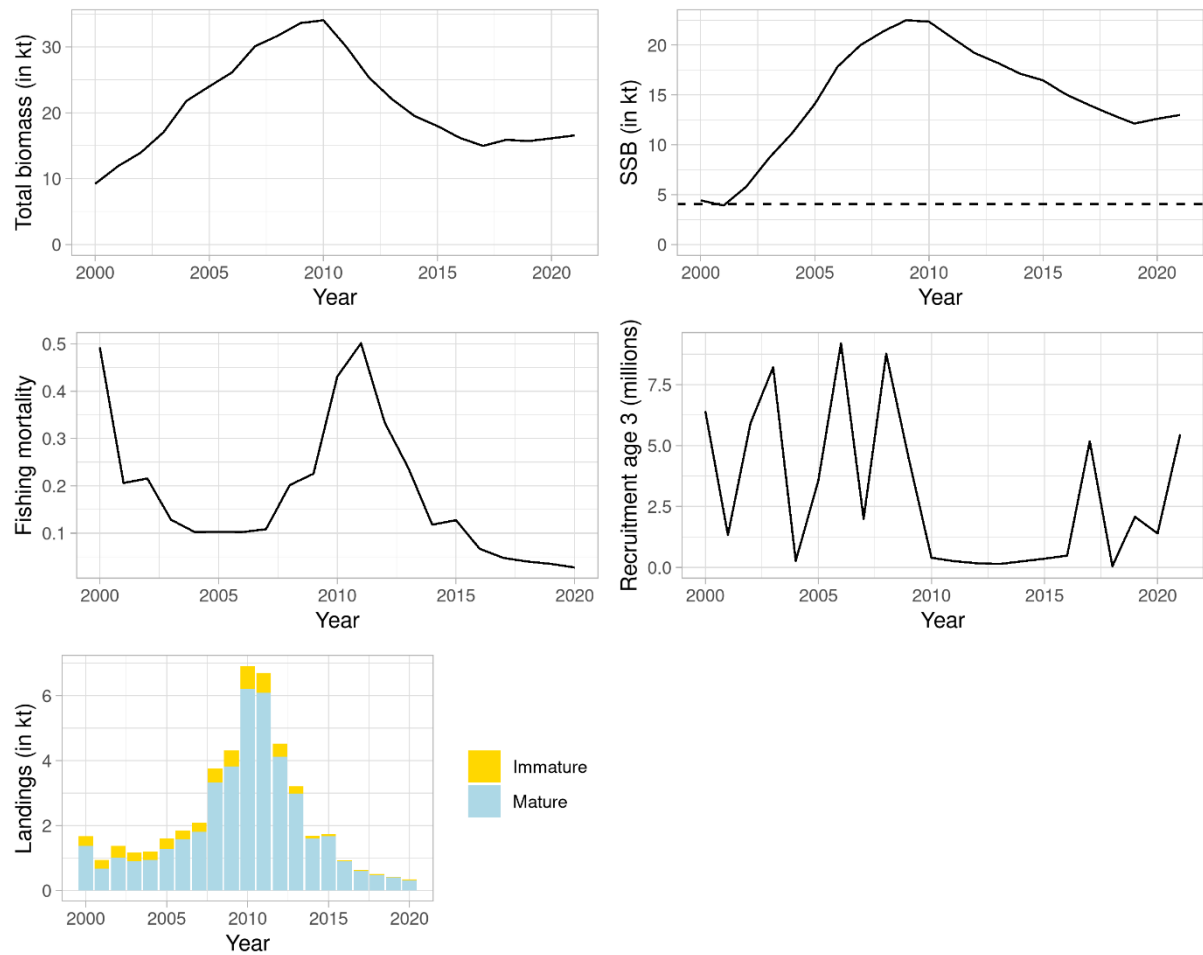 Total biomass (in kt)
30
20
10
0
2000 2005 2010 2015 2020
Year
SSB (in kt)
20
15
10
5
0
2000 2005 2010 2015 2020
Year
Fishing mortality
0.5
0.4
0.3
0.2
0.1
2000 2005 2010 2015 2020
Year
Recruitment age 3 (millions)
7.5
5.0
2.5
0.0
2000 2005 2010 2015 2020
Year
Landings (in kt)
6
4
2
0
2000 2005 2010 2015 2020
Year
Immature
Mature